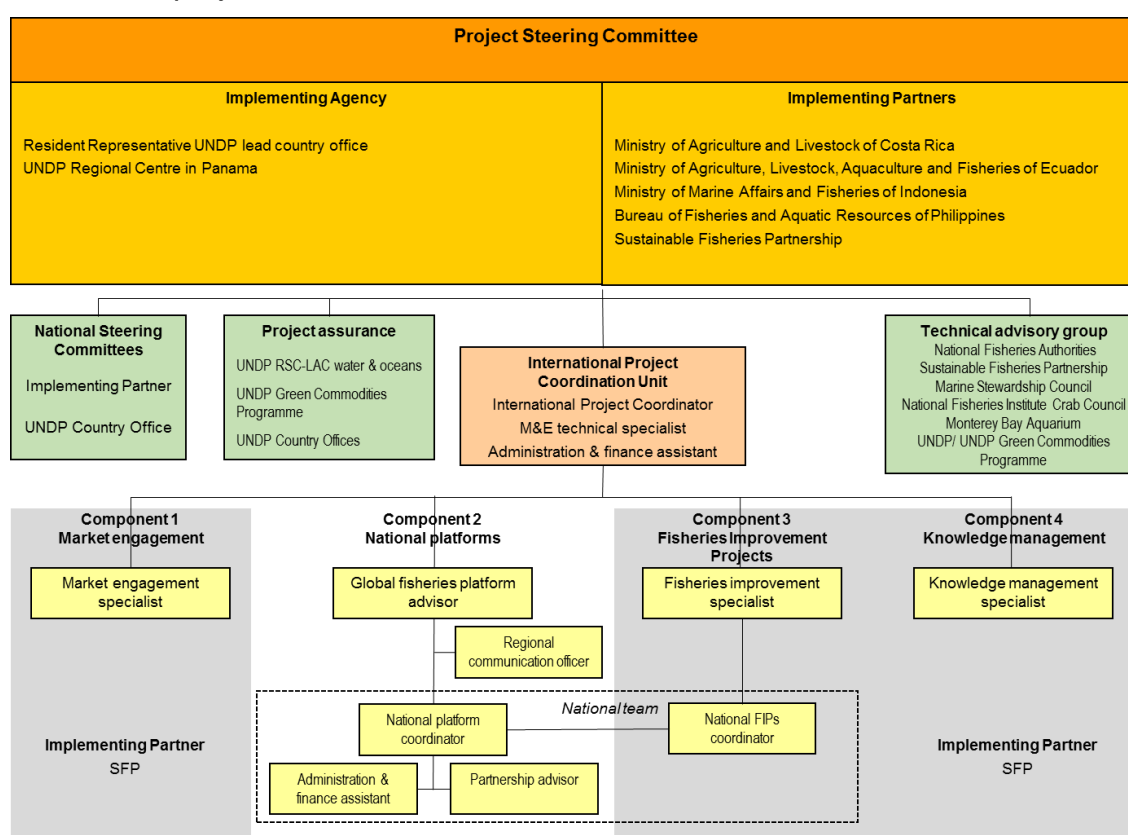 Project Steering Committee
Implementing Agency
Resident Representative UNDP lead country office
UNDP Regional Centre in Panama
Implementing Partners
Ministry of Agriculture and Livestock of Costa Rica
Ministry of Agriculture, Livestock, Aquaculture and Fisheries of Ecuador
Ministry of Marine Affairs and Fisheries of Indonesia
Bureau of Fisheries and Aquatic Resources of Philippines
Sustainable Fisheries Partnership
National Steering
Committees
Implementing Partner
UNDP Country Office
Project assurance
UNDP RSC-LAC water & oceans
UNDP Green Commodities
Programme
UNDP Country Offices
International Project
Coordination Unit
International Project Coordinator
M&E technical specialist
Administration & finance assistant
Technical advisory group
National Fisheries Authorities
Sustainable Fisheries Partnership
Marine Stewardship Council
National Fisheries Institute Crab Council
Monterey Bay Aquarium
UNDP/ UNDP Green Commodities
Programme
Component 1
Market engagement
Market engagement
specialist
Implementing Partner
SFP
Component 2
National platforms
Global fisheries platform
advisor
Regional
communication officer
National team
National platform
coordinator
Administration &
finance assistant
Partnership advisor
Component 3
Fisheries Improvement
Projects
Fisheries improvement
specialist
National FIPs
coordinator
Component 4
Knowledge management
Knowledge management
specialist
Implementing Partner
SFP